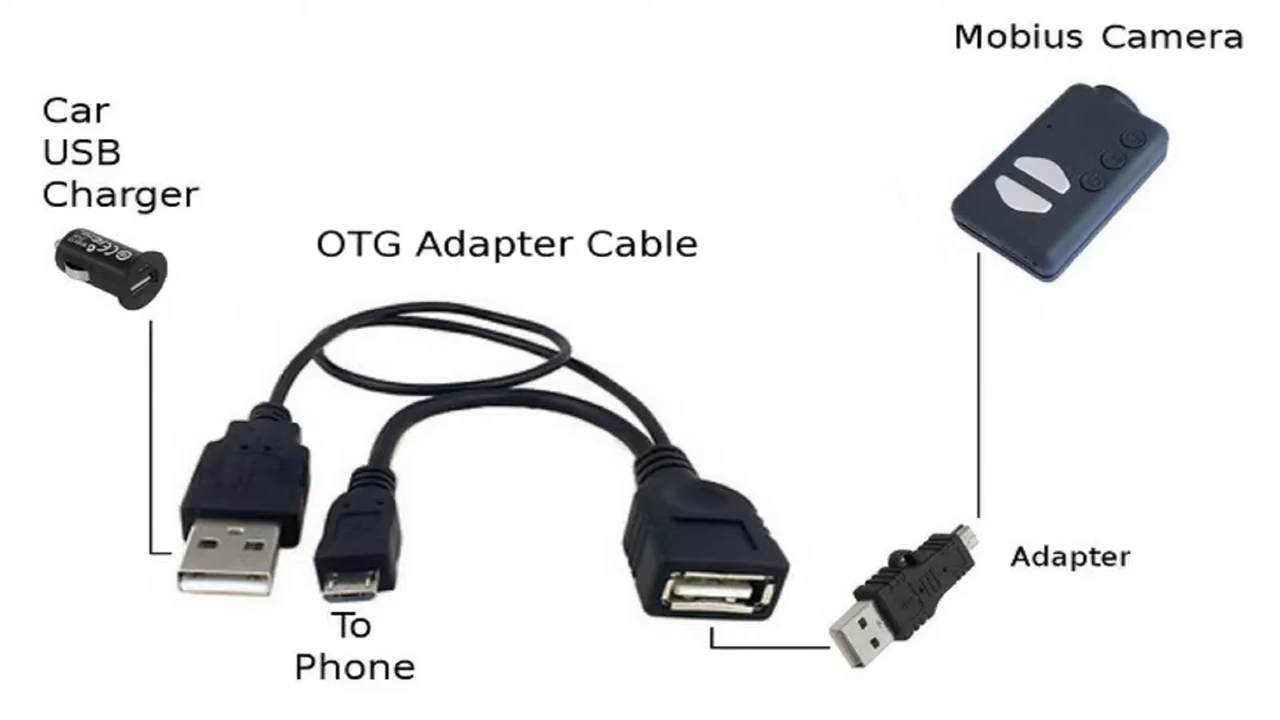 Mobius Camera
Car
USB
Charger
OTG Adapter Cable
Adapter
To
Phone